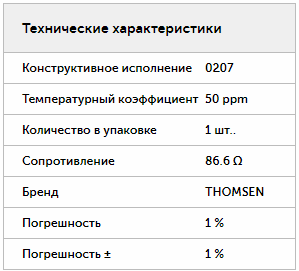 Технические характеристики
Конструктивное исполнение 0207
Температурный коэффициент 50 ppm
Количество в упаковке 1 шт..
Сопротивление 86.6 Ω
Бренд THOMSEN
Погрешность 1 %
Погрешность ± 1 %